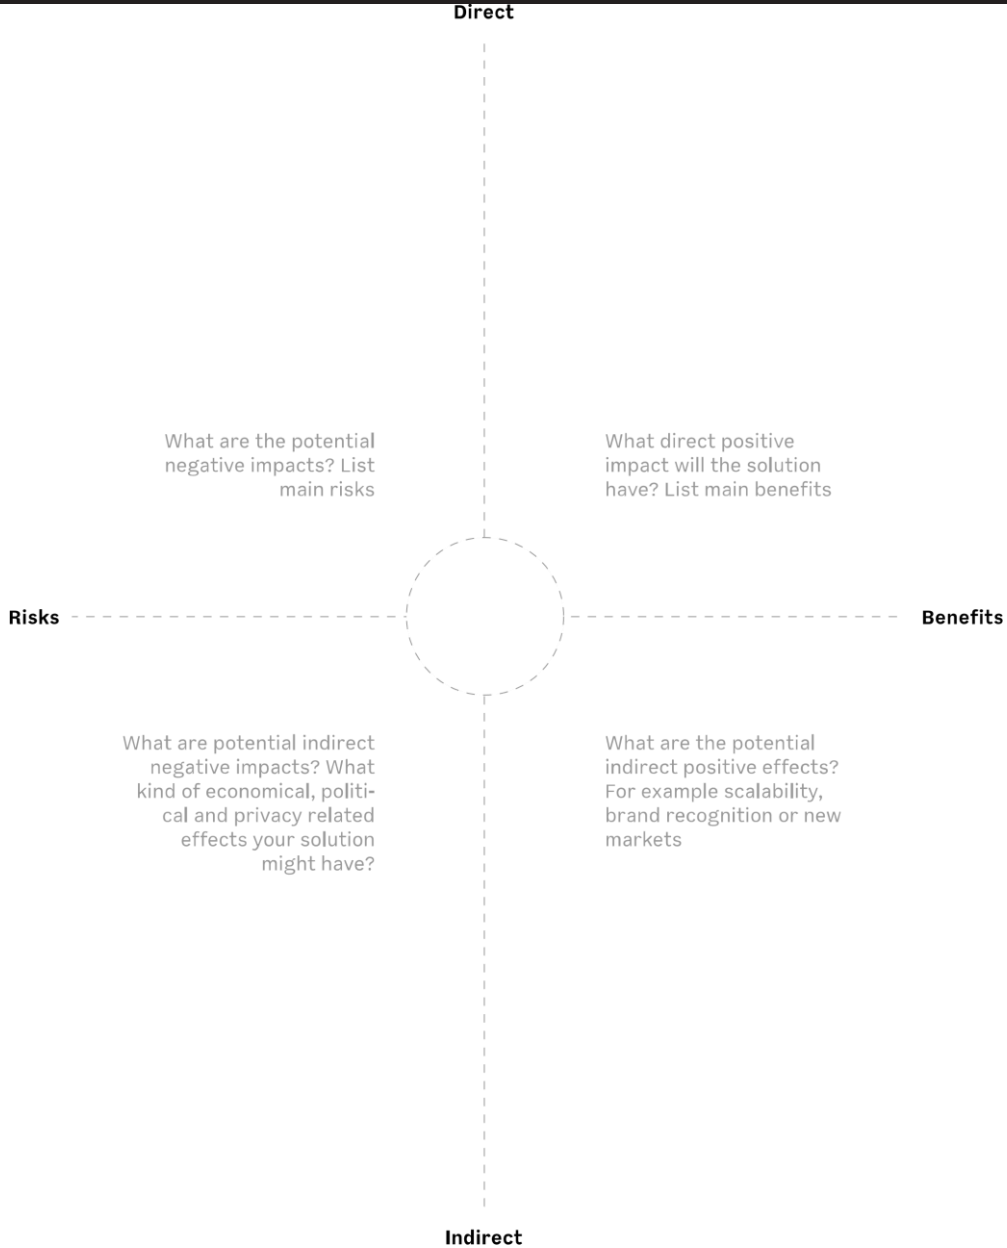 Direct
What are the potential
negative impacts? List
main risks
What direct positive
impact will the solution
have? List main benefits
Risks
Benefits
What are potential indirect
negative impacts? What
kind of economical, politi-
cal and privacy related
effects your solution
might have?
What are the potential
indirect positive effects?
For example scalability,
brand recognition or new
markets
Indirect